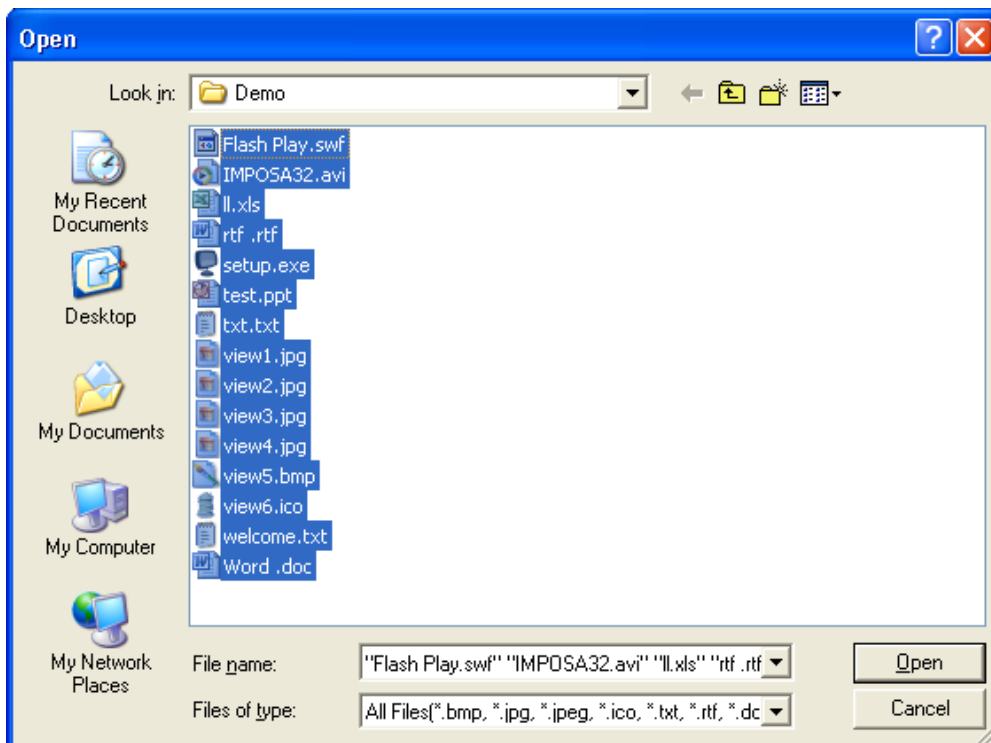 Open
Look in:
Demo
My Recent
Documents
Desktop
My Documents
My Computer
My Network
Places
Flash Play.swf
IMPOSA32.avi
ll.xls
rtf .rtf
setup.exe
test.ppt
txt.txt
view1.jpg
view2.jpg
view3.jpg
view4.jpg
view5.bmp
view6.ico
welcome.txt
Word .doc
File name:
"Flash Play.swf" "IMPOSA32.avi" "ll.xls" "rtf .rtf
Open
Files of type:
All Files(*.bmp, *.jpg, *.jpeg, *.ico, *.txt, *.rtf, *.dc
Cancel